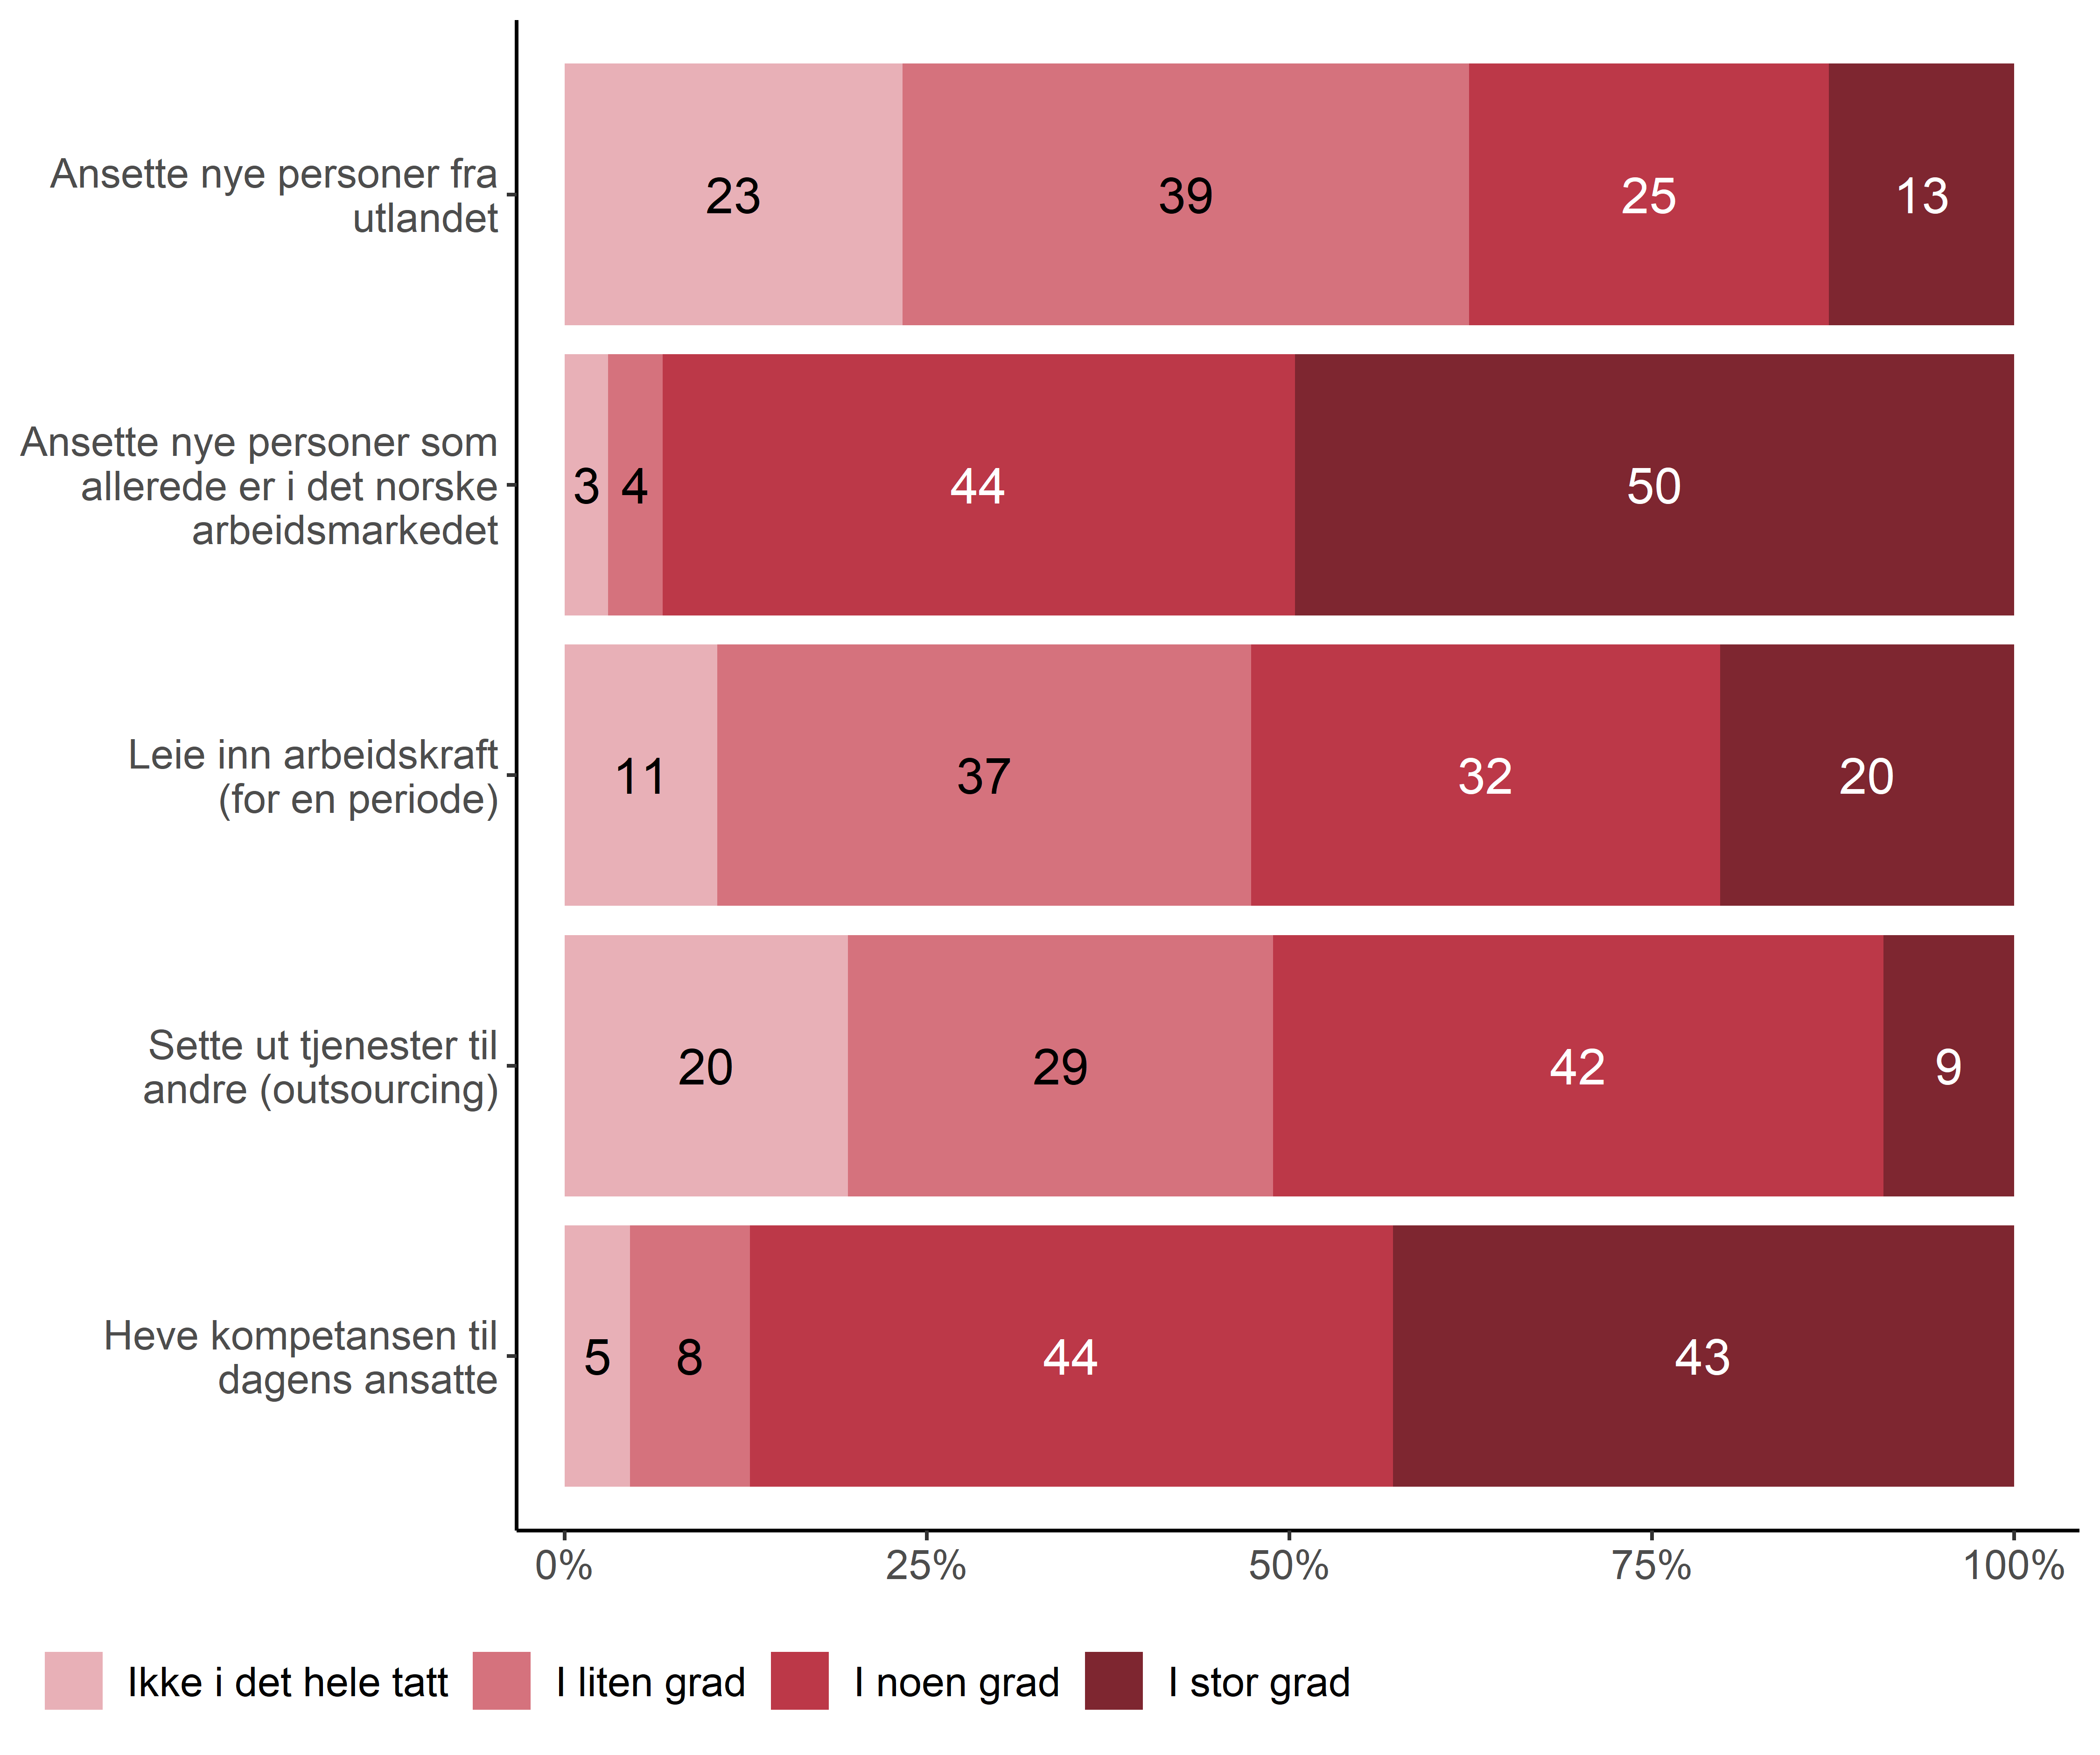 Ansette nye personer fra
utlandet
23 39 25 13
Ansette nye personer som
allerede er i det norske
arbeidsmarkedet
3 4 44 50
Leie inn arbeidskraft
(for en periode)
11 37 32 20
Sette ut tjenester til
andre (outsourcing)
20 29 42 9
Heve kompetansen til
dagens ansatte
5 8 44 43
0% 25% 50% 75% 100%
Ikke i det hele tatt I liten grad I noen grad I stor grad